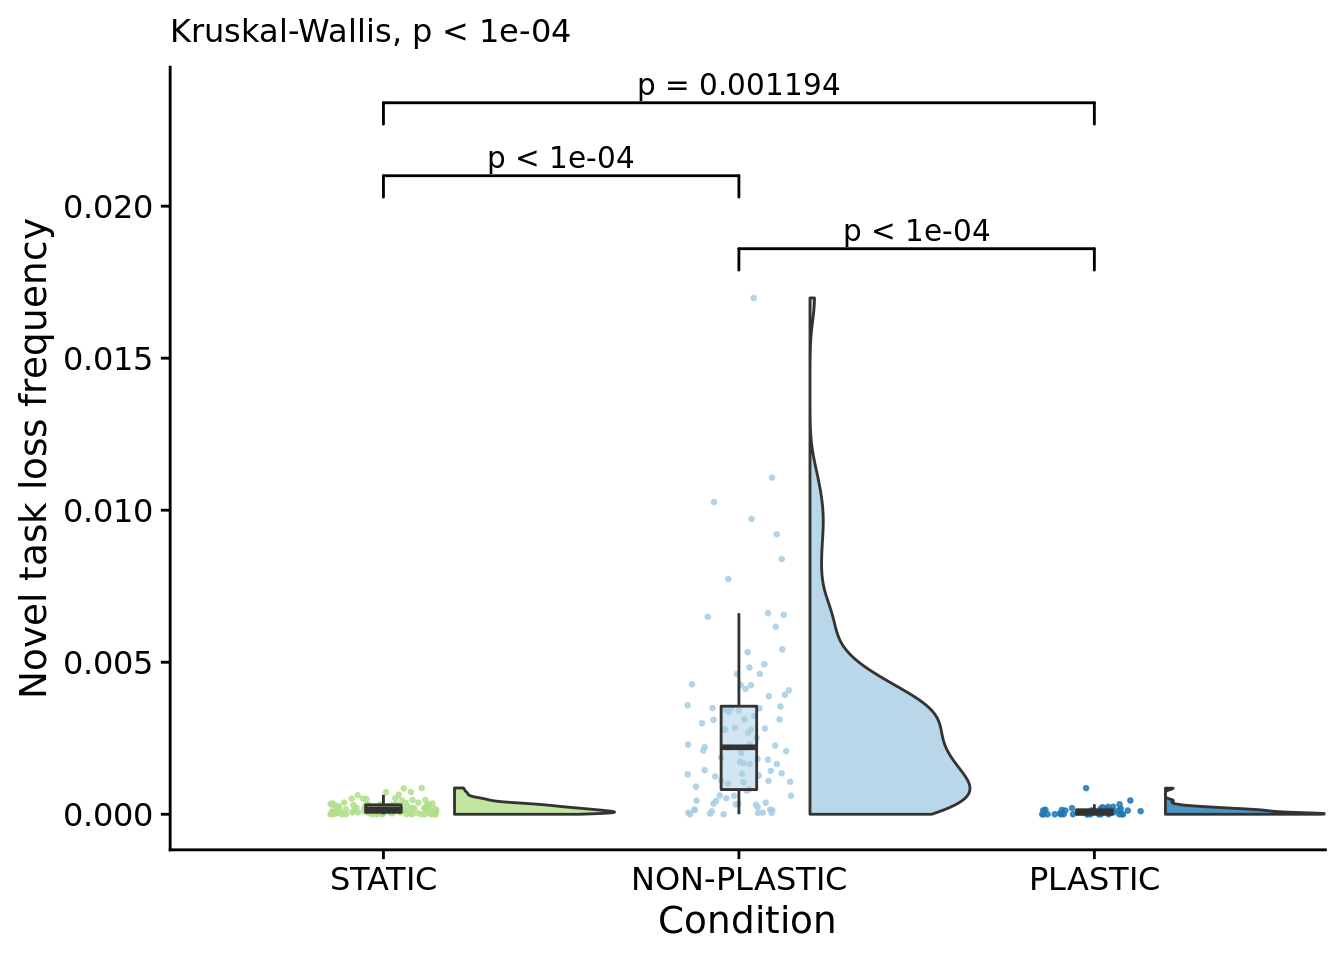 Kruskal-Wallis, p < 1e-04
p = 0.001194
p < 1e-04
p < 1e-04
Novel task loss frequency
0.020
0.015
0.010
0.005
0.000
STATIC
NON-PLASTIC
PLASTIC
Condition